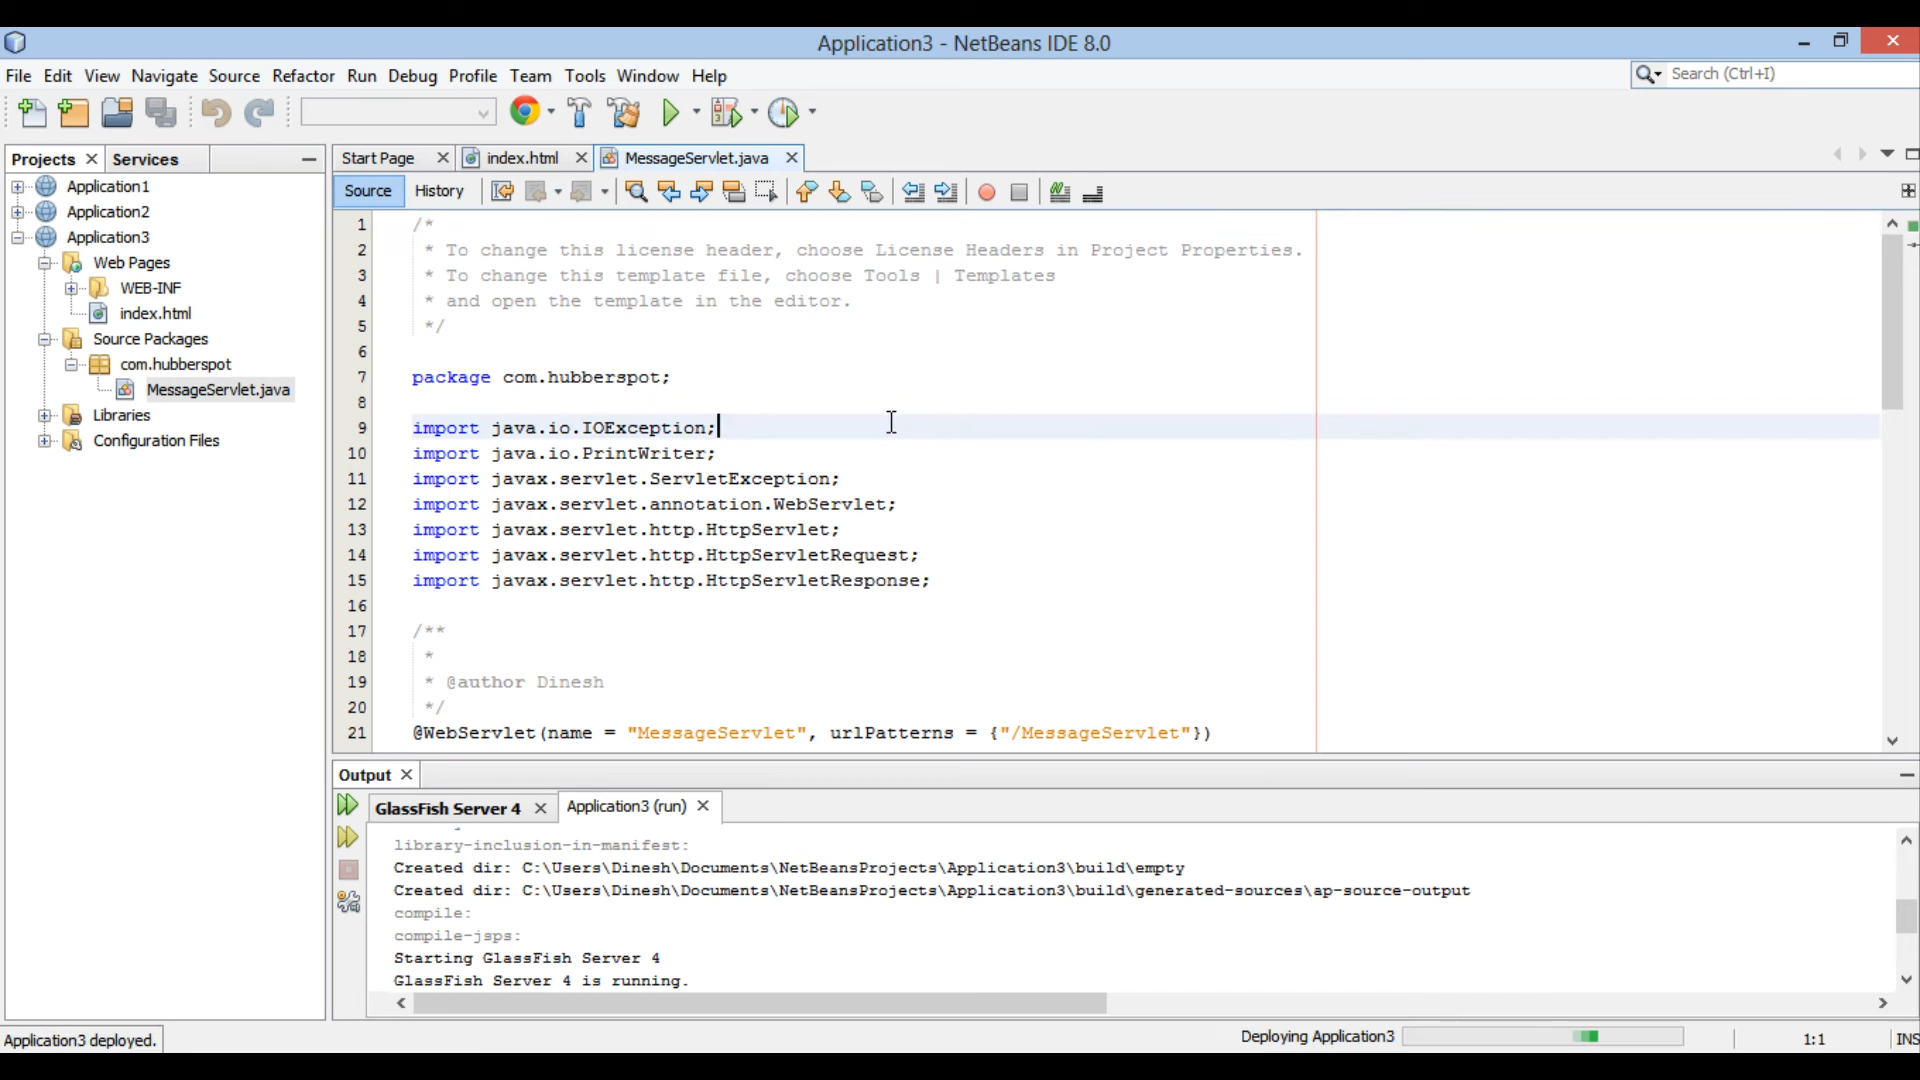 Application3 - NetBeans IDE 8.0
File Edit View Navigate Source Refactor Run Debug Profile Team Tools Window Help
Search (Ctrl+I)
Projects Services
Start Page index.html MessageServlet.java
Source History
Application1
Application2
Application3
Web Pages
WEB-INF
index.html
Source Packages
com.hubberspot
MessageServlet.java
Libraries
Configuration Files
1 /*
2 * To change this license header, choose License Headers in Project Properties.
3 * To change this template file, choose Tools | Templates
4 * and open the template in the editor.
5 */
6
7 package com.hubberspot;
8
9 import java.io.IOException;
10 import java.io.PrintWriter;
11 import javax.servlet.ServletException;
12 import javax.servlet.annotation.WebServlet;
13 import javax.servlet.http.HttpServlet;
14 import javax.servlet.http.HttpServletRequest;
15 import javax.servlet.http.HttpServletResponse;
16
17 /**
18 *
19 * @author Dinesh
20 */
21 @WebServlet(name = "MessageServlet", urlPatterns = {"/MessageServlet"})
Output
GlassFish Server 4 Application3 (run)
library-inclusion-in-manifest:
Created dir: C:\Users\Dinesh\Documents\NetBeansProjects\Application3\build\empty
Created dir: C:\Users\Dinesh\Documents\NetBeansProjects\Application3\build\generated-sources\ap-source-output
compile:
compile-jsps:
Starting GlassFish Server 4
GlassFish Server 4 is running.
Application3 deployed.
Deploying Application3
1:1
INS